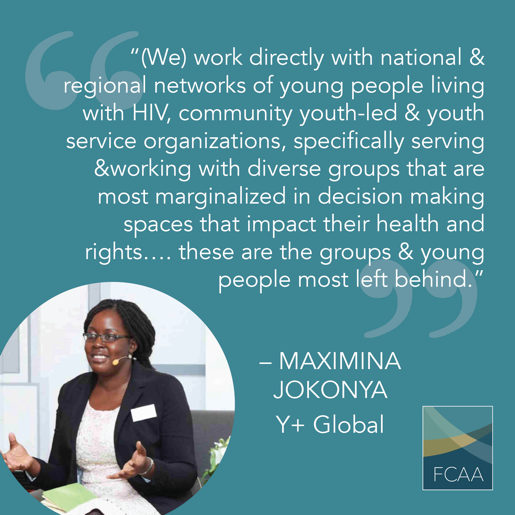 “(We) work directly with national &
regional networks of young people living
with HIV, community youth-led & youth
service organizations, specifically serving
&working with diverse groups that are
most marginalized in decision making
spaces that impact their health and
rights…. these are the groups & young
people most left behind.”
– MAXIMINA
JOKONYA
Y+ Global
FCAA